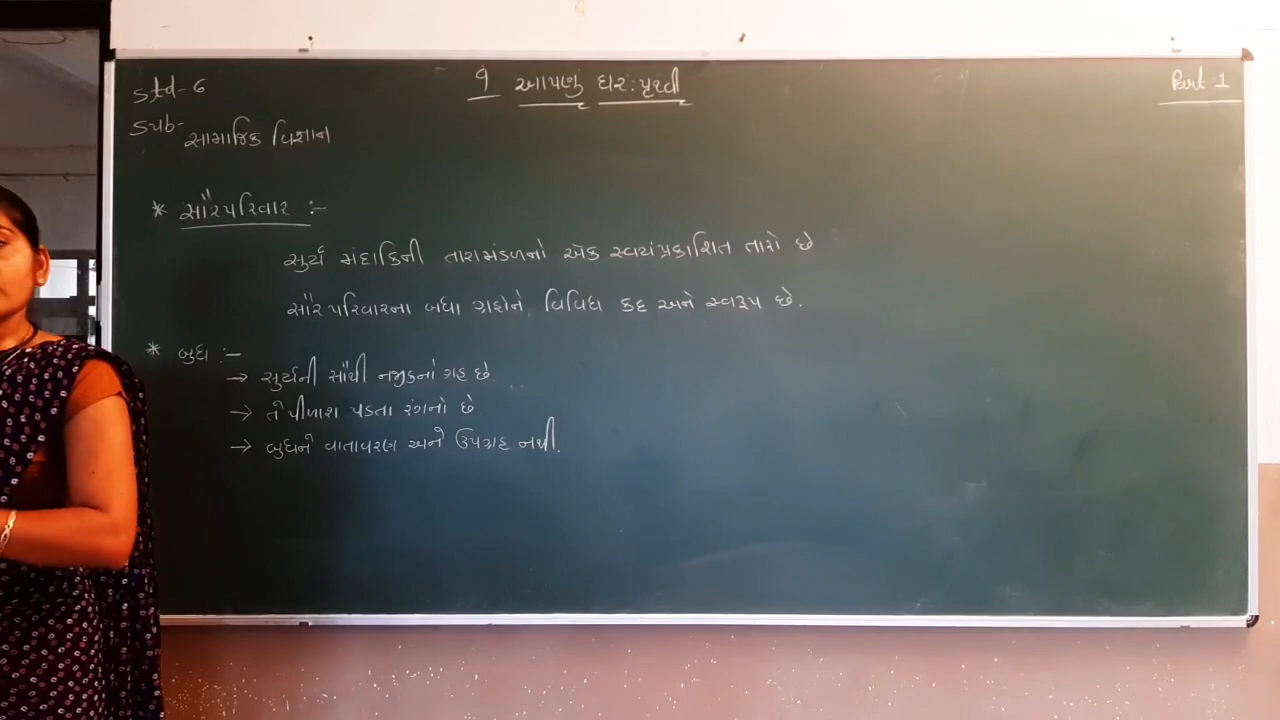 Std-6
૧ આપણું ઘર : પૃથ્વી
Part-1
Sub- સામાજિક વિજ્ઞાન
* સૌરપરિવાર :-
સુર્ય મંદાકિની તારામંડળનો એક સ્વયંપ્રકાશિત તારો છે
સૌરપરિવારના બધા ગ્રહોને વિવિધ કદ અને સ્વરૂપ છે.
* બુધ :-
→ સુર્યની સૌથી નજીકનો ગ્રહ છે
→ તે પીળાશ પડતા રંગનો છે
→ બુધને વાતાવરણ અને ઉપગ્રહ નથી.